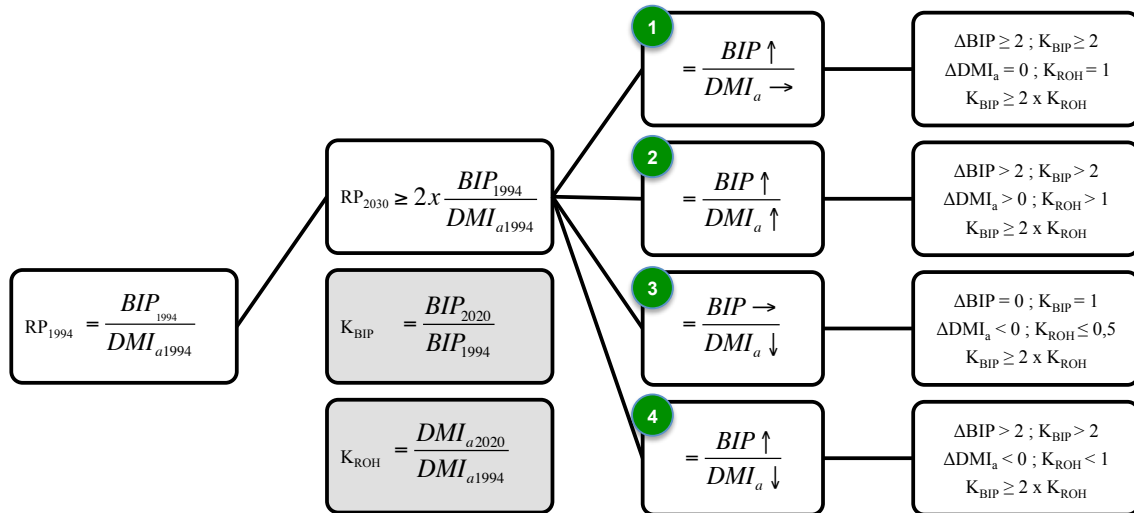 RP1994 = BIP1994 / DMIa1994
RP2030 ≥ 2x BIP1994 / DMIa1994
KBIP = BIP2020 / BIP1994
KROH = DMIa2020 / DMIa1994
1
= BIP ↑ / DMIa →
ΔBIP ≥ 2 ; KBIP ≥ 2
ΔDMIa = 0 ; KROH = 1
KBIP ≥ 2 x KROH
2
= BIP ↑ / DMIa ↑
ΔBIP > 2 ; KBIP > 2
ΔDMIa > 0 ; KROH > 1
KBIP ≥ 2 x KROH
3
= BIP → / DMIa ↓
ΔBIP = 0 ; KBIP = 1
ΔDMIa < 0 ; KROH ≤ 0,5
KBIP ≥ 2 x KROH
4
= BIP ↑ / DMIa ↓
ΔBIP > 2 ; KBIP > 2
ΔDMIa < 0 ; KROH < 1
KBIP ≥ 2 x KROH